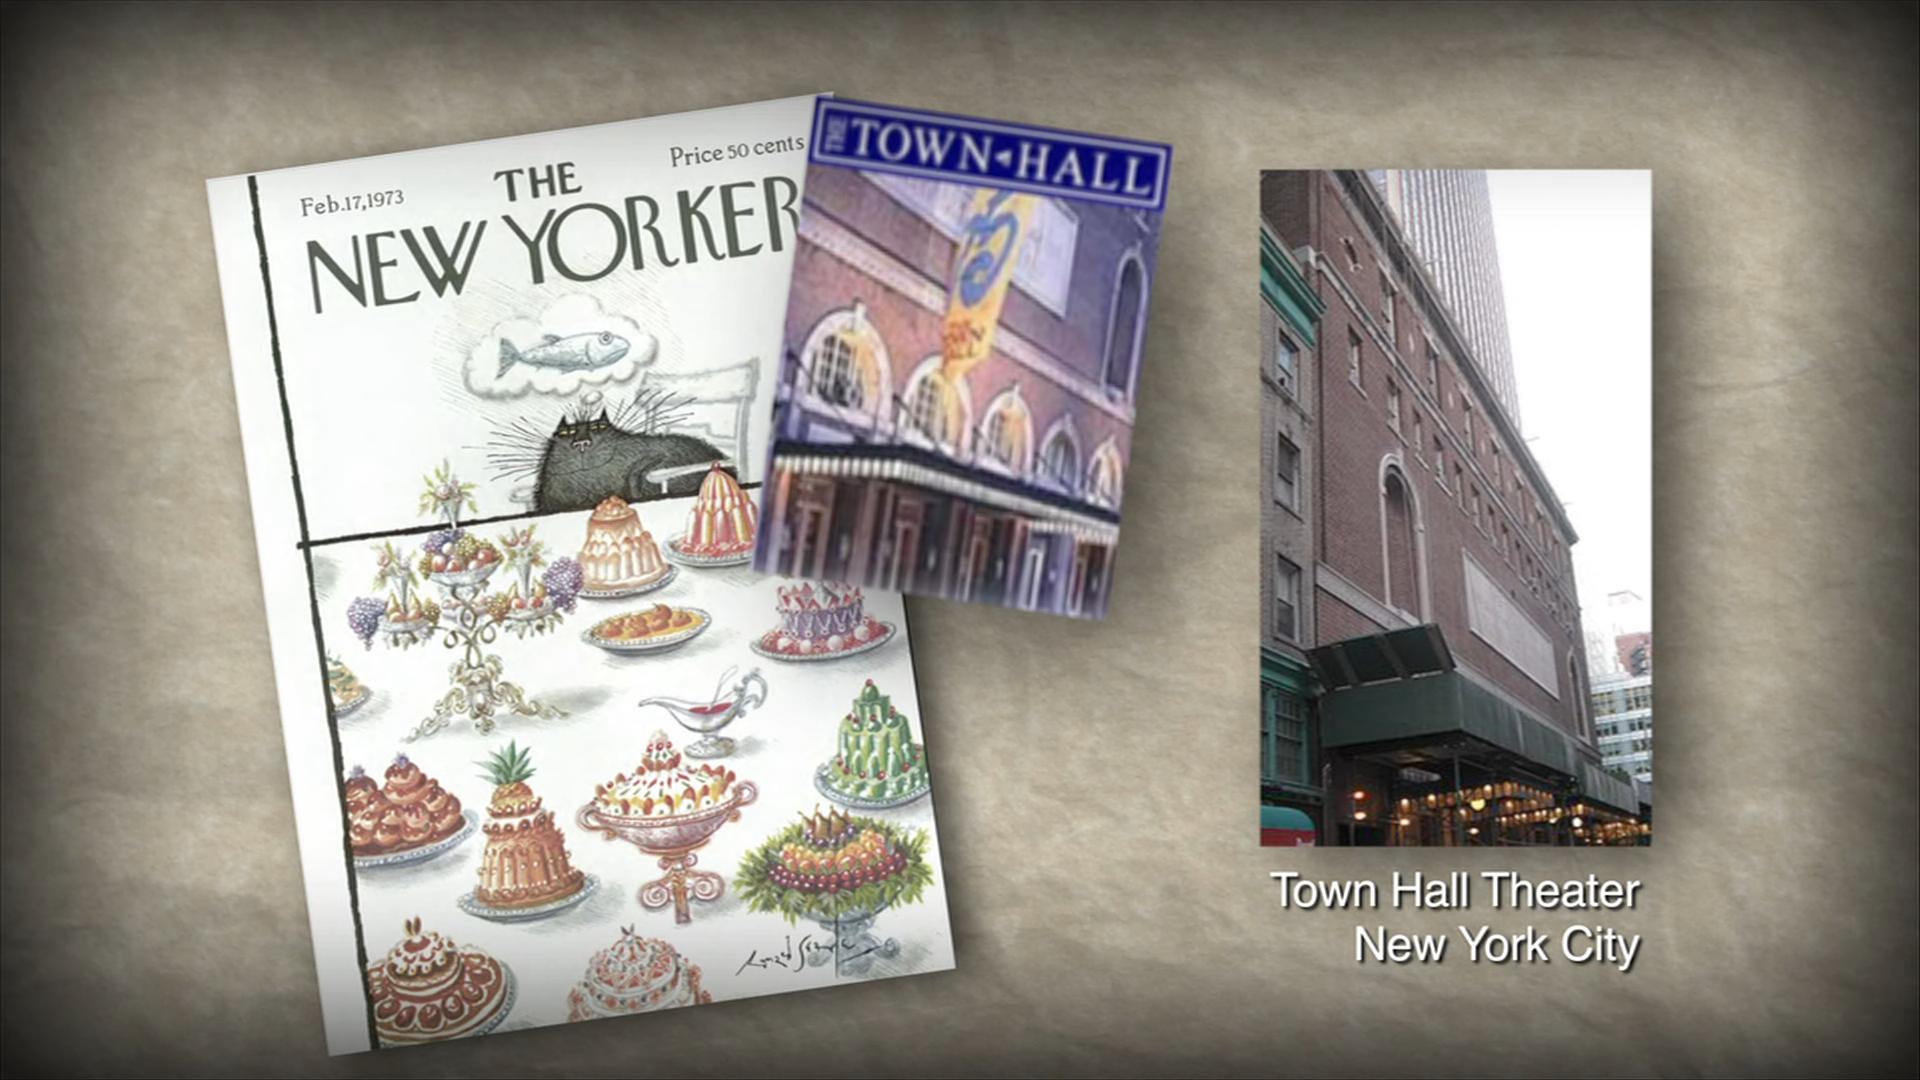 Feb.17,1973
Price 50 cents
THE
NEW YORKER
THE TOWN HALL
Town Hall Theater
New York City